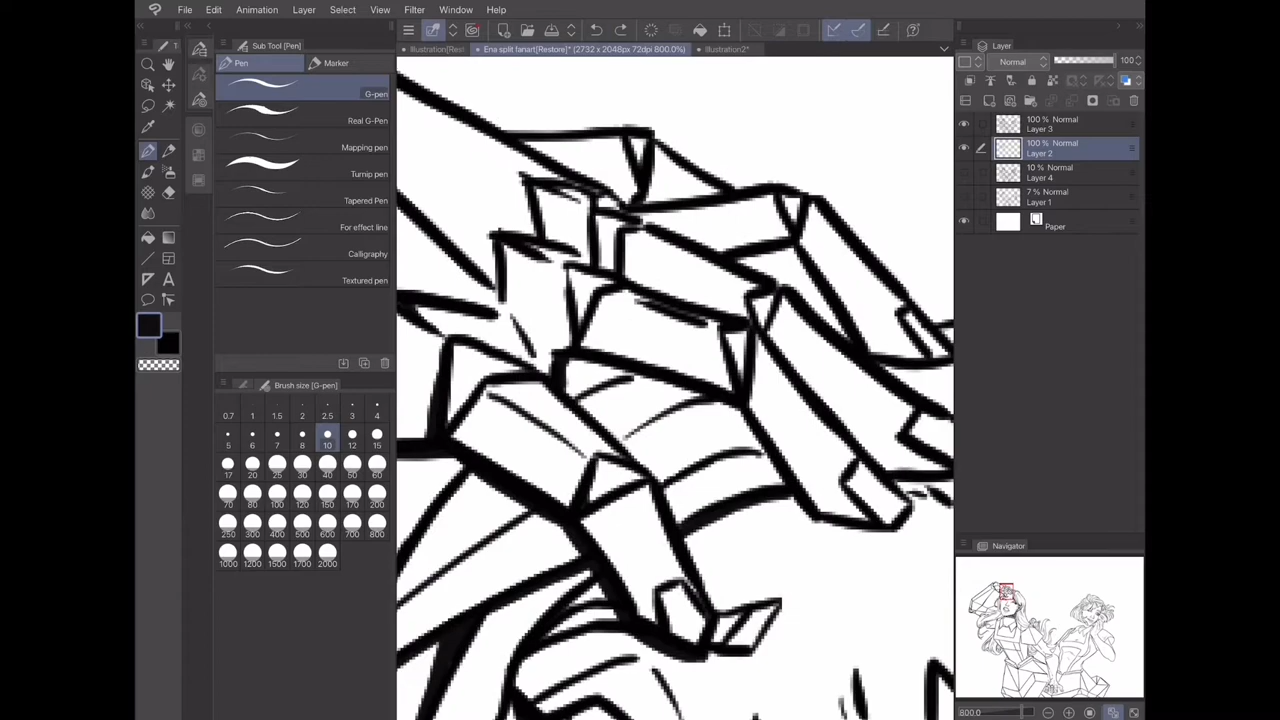 File Edit Animation Layer Select View Filter Window Help
Sub Tool [Pen]
Illustration[Res Ena split fanart[Restore]* (2732 x 2048px 72dpi 800.0%) Illustration2*
Layer
Pen Marker
Normal 100
G-pen
Real G-Pen
Mapping pen
Turnip pen
Tapered Pen
For effect line
Calligraphy
Textured pen
Brush size [G-pen]
0.7 1 1.5 2 2.5 3 4
5 6 7 8 10 12 15
17 20 25 30 40 50 60
70 80 100 120 150 170 200
250 300 400 500 600 700 800
1000 1200 1500 1700 2000
100 % Normal
Layer 3
100 % Normal
Layer 2
10 % Normal
Layer 4
7 % Normal
Layer 1
Paper
Navigator
800.0